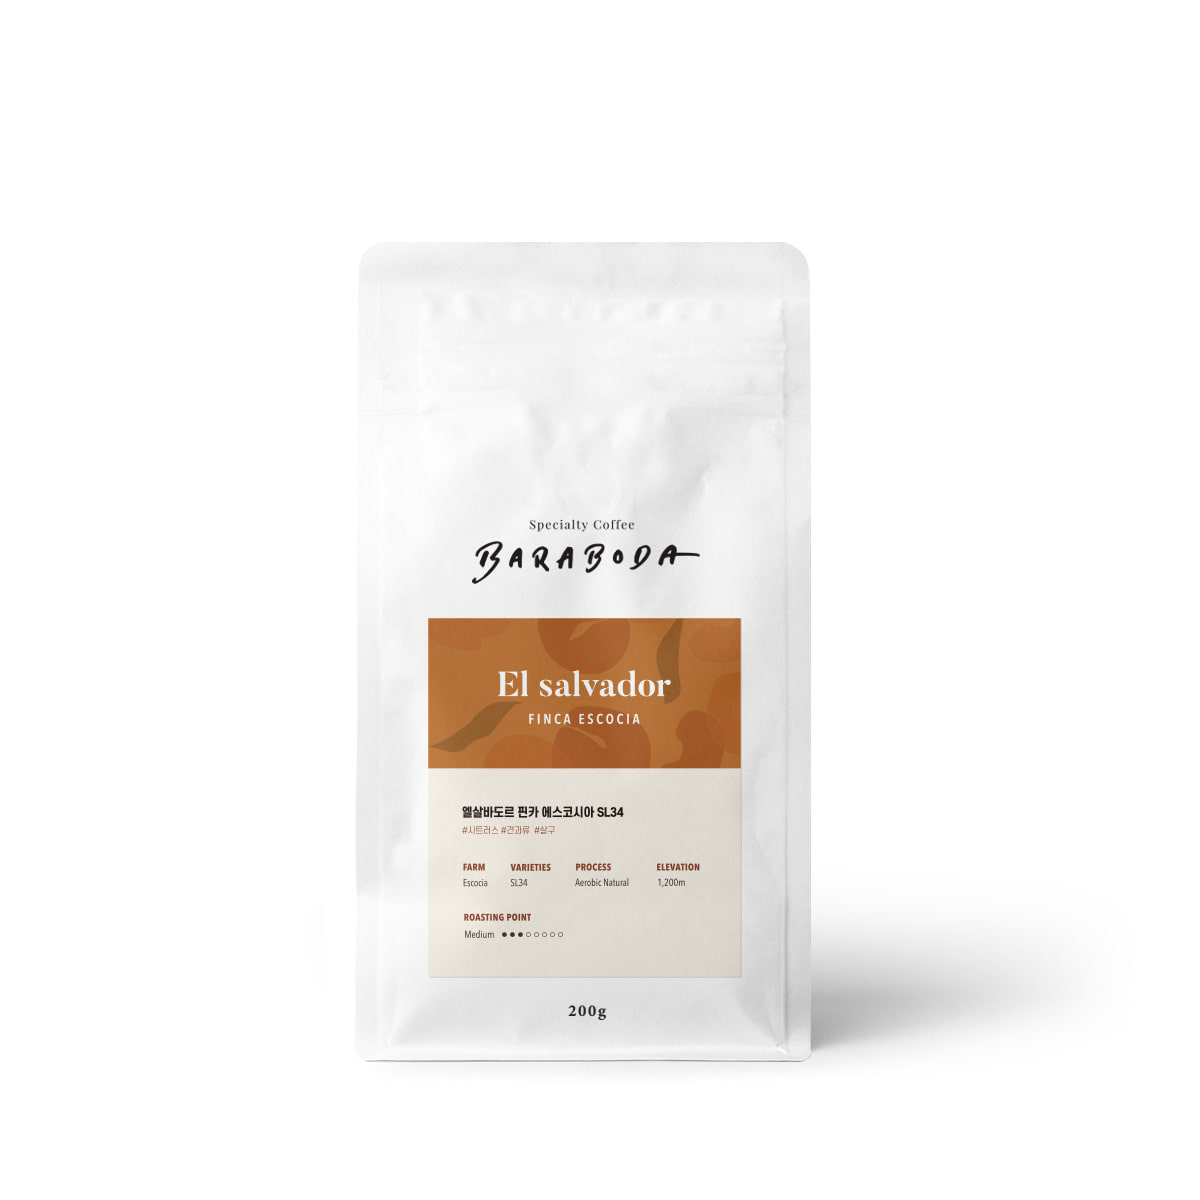 Specialty Coffee
BARABODA
El salvador
FINCA ESCOCIA
엘살바도르 핀카 에스코시아 SL34
#시트러스 #견과류 #살구
FARM VARIETIES PROCESS ELEVATION
Escocia SL34 Aerobic Natural 1,200m
ROASTING POINT
Medium ●●●○○○○○
200g